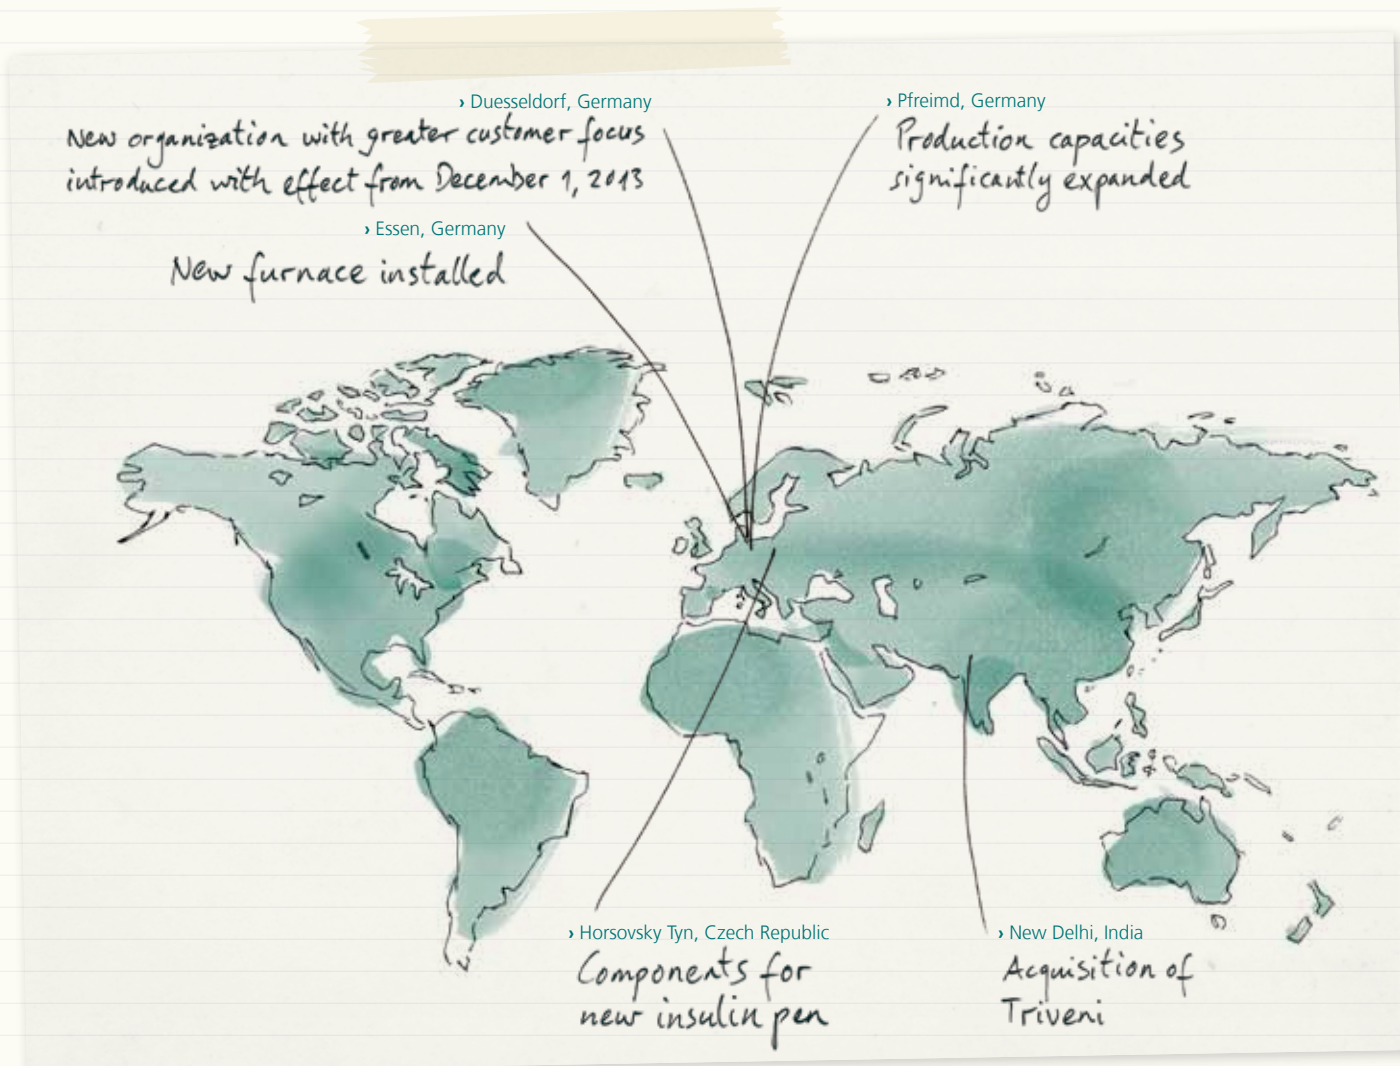 › Duesseldorf, Germany
New organization with greater customer focus
introduced with effect from December 1, 2013
› Pfreimd, Germany
Production capacities
significantly expanded
› Essen, Germany
New furnace installed
› Horsovsky Tyn, Czech Republic
Components for
new insulin pen
› New Delhi, India
Acquisition of
Triveni